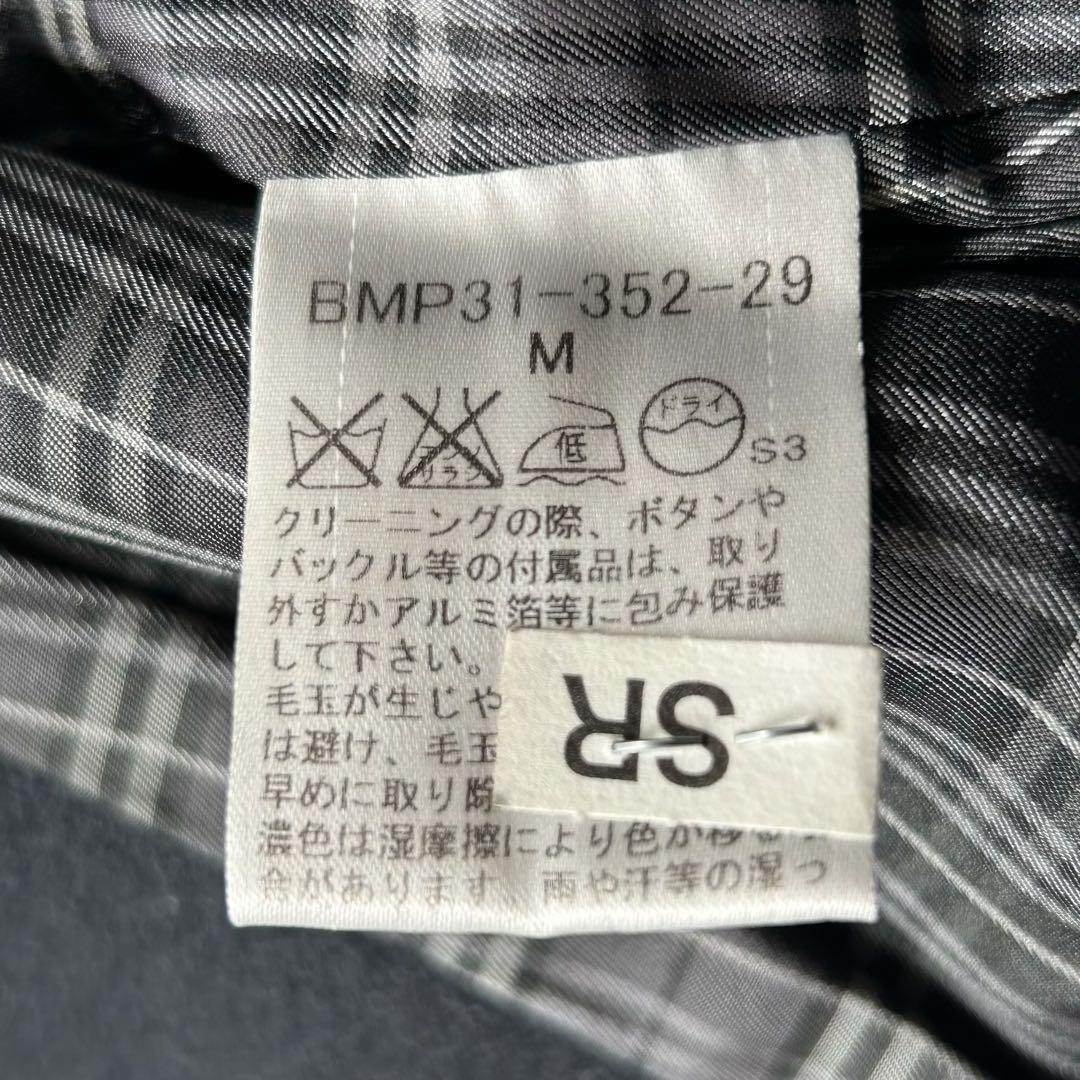 BMP31-352-29
M
低
ドライ
S3
クリーニングの際、ボタンや
バックル等の付属品は、取り
外すかアルミ箔等に包み保護
して下さい。
毛玉が生じや
は避け、毛玉
早めに取り除
濃色は湿摩擦により色が移る
合があります。雨や汗等の湿っ
SR